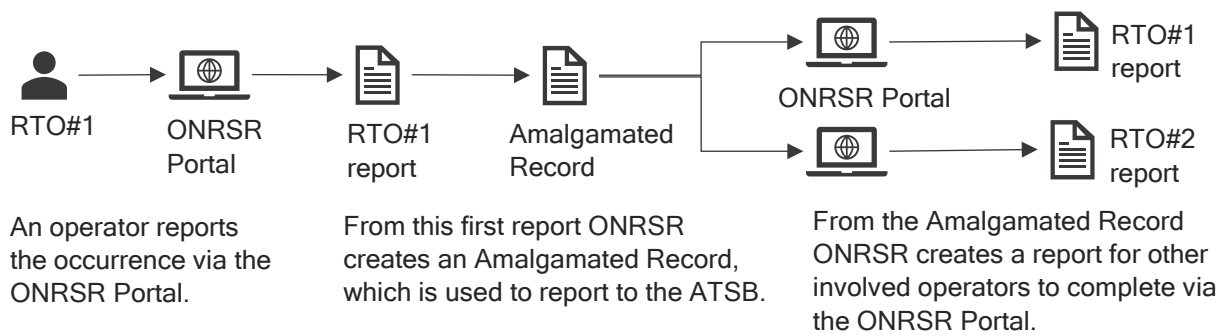 RTO#1
ONRSR
Portal
RTO#1
report
Amalgamated
Record
ONRSR Portal
RTO#1
report
RTO#2
report
An operator reports
the occurrence via the
ONRSR Portal.
From this first report ONRSR
creates an Amalgamated Record,
which is used to report to the ATSB.
From the Amalgamated Record
ONRSR creates a report for other
involved operators to complete via
the ONRSR Portal.